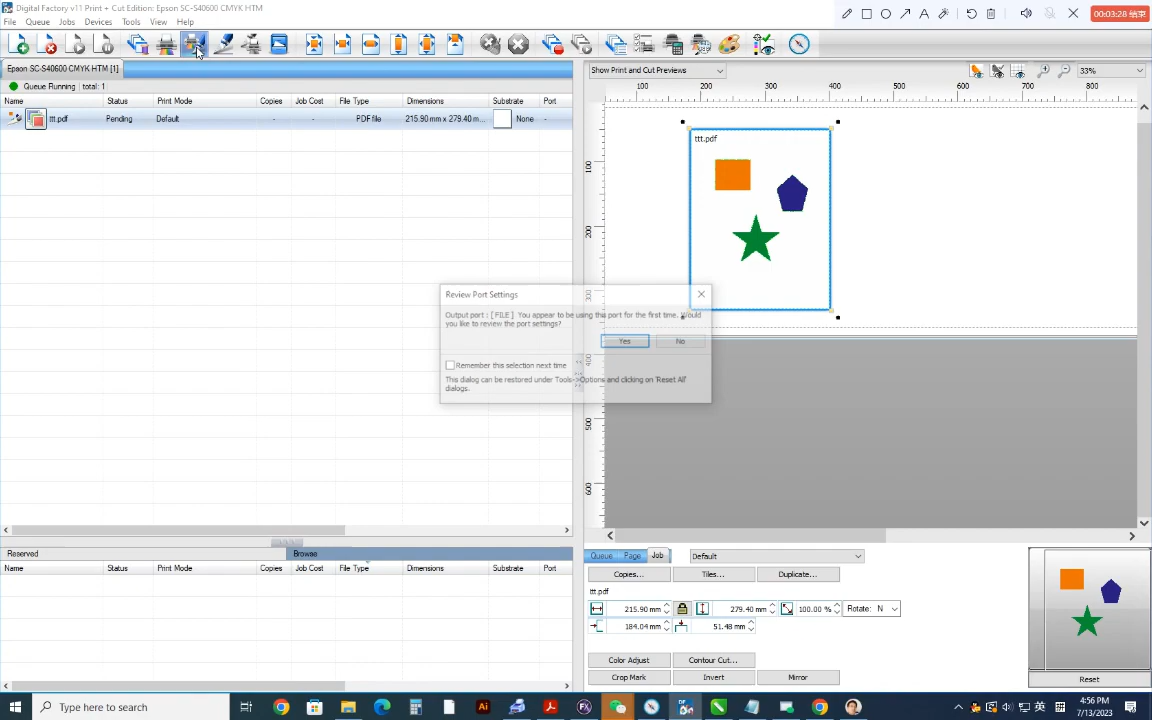 Digital Factory v11 Print + Cut Edition: Epson SC-S40600 CMYK HTM
03:03:28 结束
File Queue Jobs Devices Tools View Help
Epson SC-S40600 CMYK HTM [1]
Queue Running total: 1
Name Status Print Mode Copies Job Cost File Type Dimensions Substrate Port
ttt.pdf Pending Default - - PDF file 215.90 mm x 279.40 m... None -
Show Print and Cut Previews
33%
100 200 300 400 500 600 700 800
100
200
300
400
500
600
ttt.pdf
Review Port Settings
Output port : [ FILE ] You appear to be using this port for the first time. Would
you like to review the port settings?
Yes No
Remember this selection next time
This dialog can be restored under Tools->Options and clicking on 'Reset All'
dialogs.
Reserved Browse
Name Status Print Mode Copies Job Cost File Type Dimensions Substrate Port
Queue Page Job Default
Copies... Tiles... Duplicate...
ttt.pdf
215.90 mm 279.40 mm 100.00 % Rotate: N
184.04 mm 51.48 mm
Color Adjust Contour Cut...
Crop Mark Invert Mirror
Reset
Type here to search
英
4:56 PM
7/13/2023